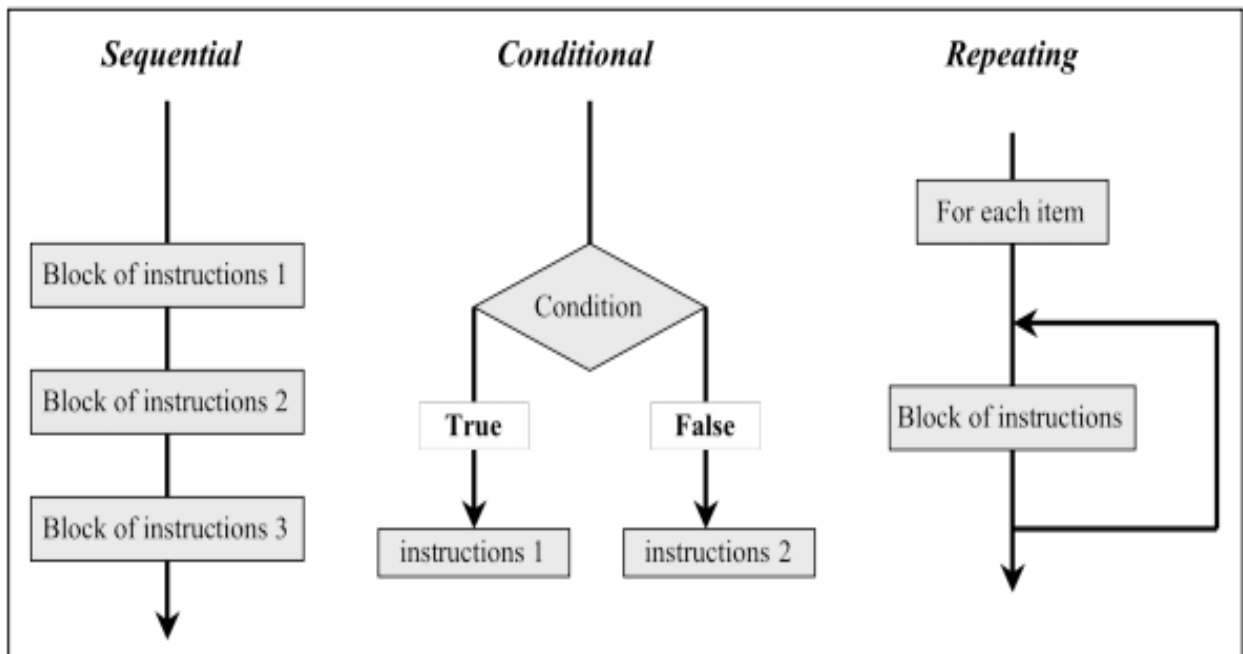 Sequential
Block of instructions 1
Block of instructions 2
Block of instructions 3
Conditional
Condition
True
False
instructions 1
instructions 2
Repeating
For each item
Block of instructions